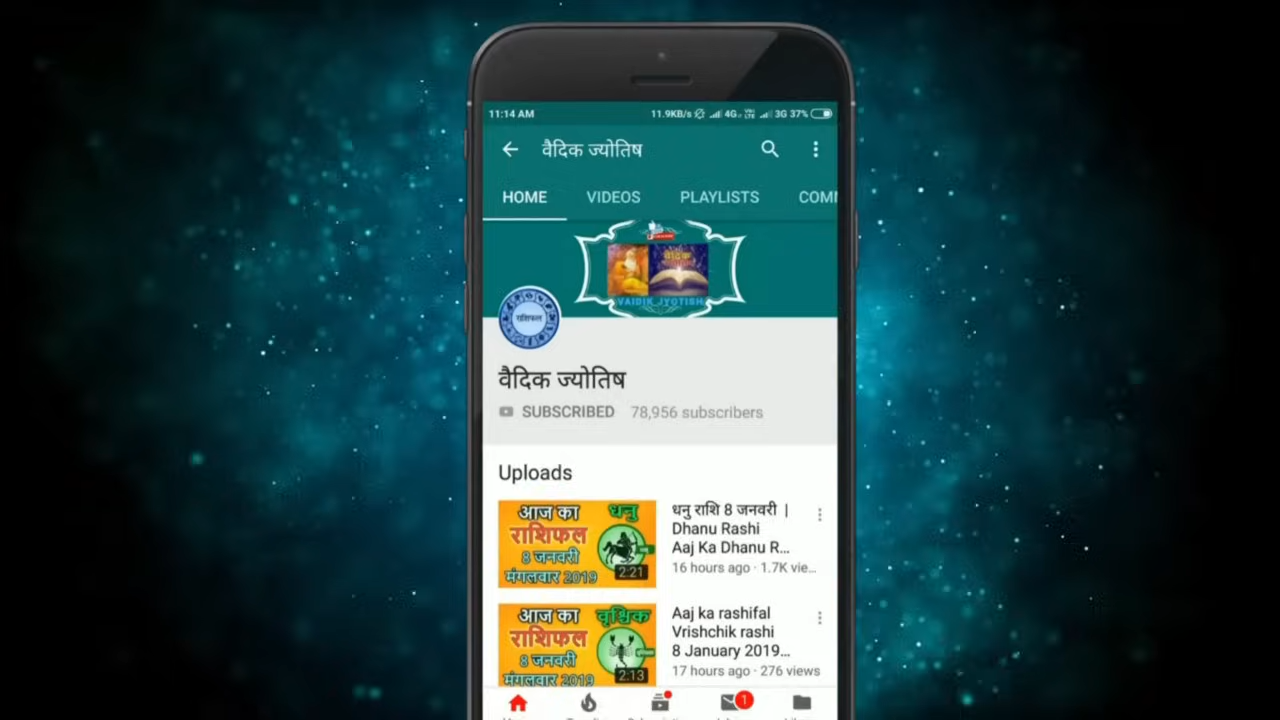 11:14 AM
11.9KB/s 4G 3G 37%
वैदिक ज्योतिष
HOME VIDEOS PLAYLISTS COM
वैदिक
VAIDIK JYOTISH
राशिफल
वैदिक ज्योतिष
SUBSCRIBED 78,956 subscribers
Uploads
आज का धनु
राशिफल
8 जनवरी
मंगलवार 2019
2:21
धनु राशि 8 जनवरी |
Dhanu Rashi
Aaj Ka Dhanu R...
16 hours ago · 1.7K vie...
आज का वृश्चिक
राशिफल
8 जनवरी
मंगलवार 2019
2:13
Aaj ka rashifal
Vrishchik rashi
8 January 2019...
17 hours ago · 276 views
1